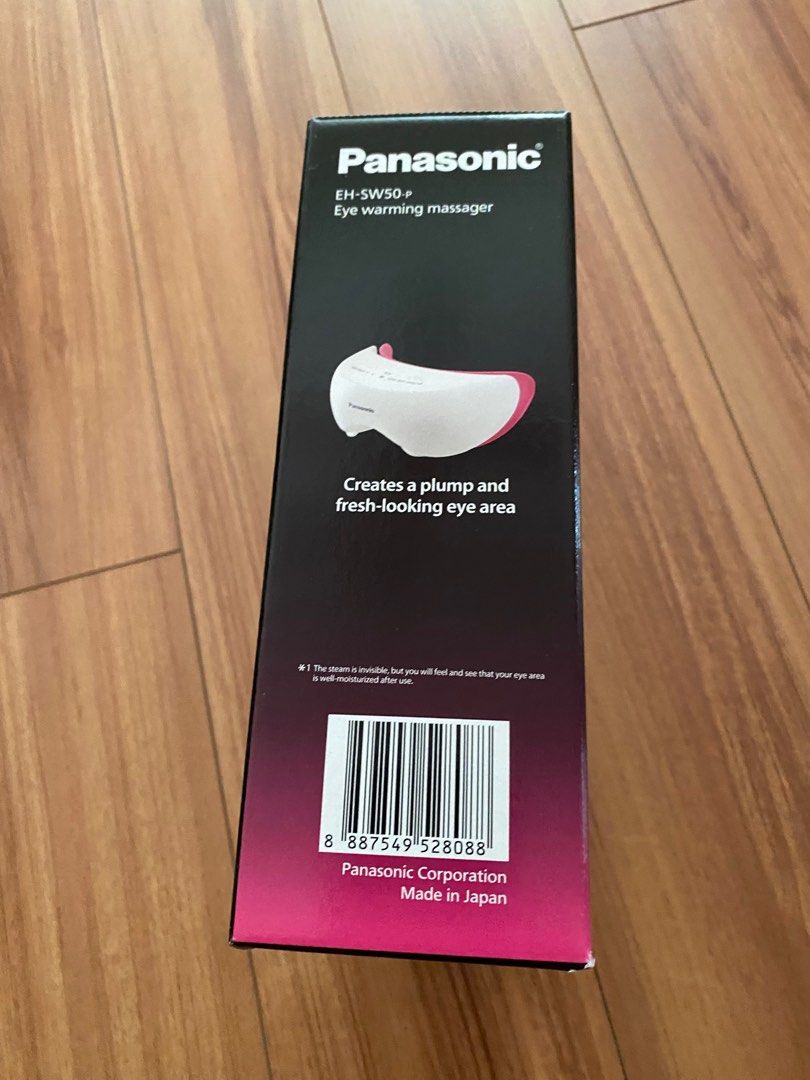 Panasonic®
EH-SW50-P
Eye warming massager
Panasonic
Creates a plump and
fresh-looking eye area
*1 The steam is invisible, but you will feel and see that your eye area
is well-moisturized after use.
8 887549 528088
Panasonic Corporation
Made in Japan